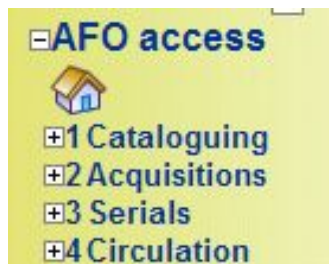 AFO access
1 Cataloguing
2 Acquisitions
3 Serials
4 Circulation